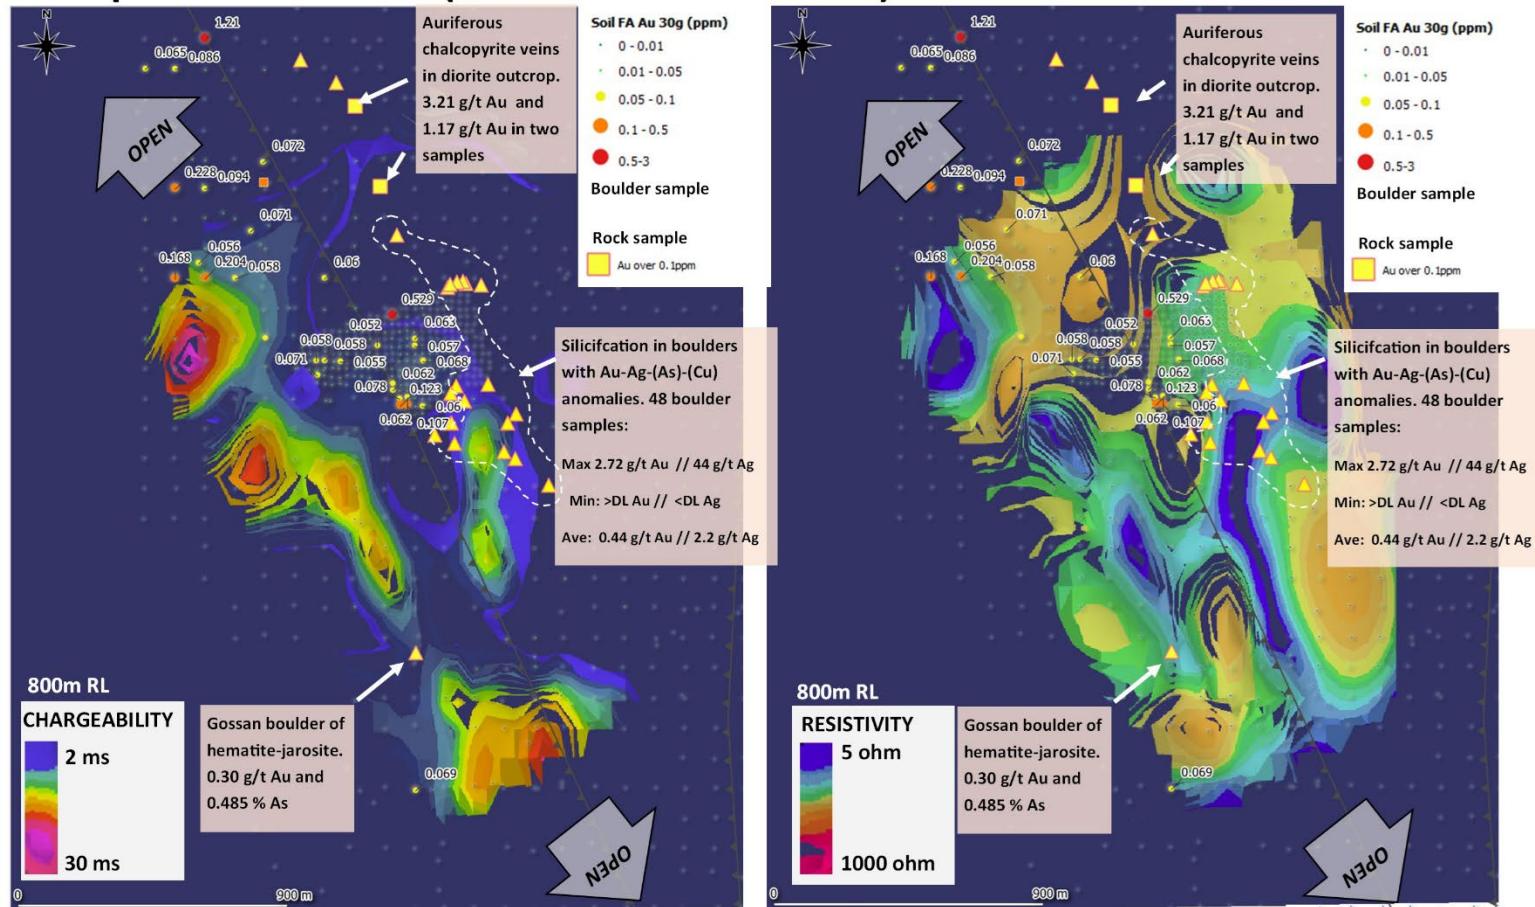 N
1.21
0.065
0.086
Auriferous
chalcopyrite veins
in diorite outcrop.
3.21 g/t Au and
1.17 g/t Au in two
samples
Soil FA Au 30g (ppm)
0 - 0.01
0.01 - 0.05
0.05 - 0.1
0.1 - 0.5
0.5-3
Boulder sample
Rock sample
Au over 0.1ppm
OPEN
0.072
0.228
0.094
0.071
0.056
0.168
0.204
0.058
0.06
0.529
0.052
0.063
0.058
0.058
0.057
0.071
0.055
0.068
0.062
0.078
0.123
0.06
0.062
0.107
Silicifcation in boulders
with Au-Ag-(As)-(Cu)
anomalies. 48 boulder
samples:
Max 2.72 g/t Au // 44 g/t Ag
Min: >DL Au // <DL Ag
Ave: 0.44 g/t Au // 2.2 g/t Ag
800m RL
CHARGEABILITY
2 ms
30 ms
Gossan boulder of
hematite-jarosite.
0.30 g/t Au and
0.485 % As
0.069
OPEN
0
900 m
N
1.21
0.065
0.086
Auriferous
chalcopyrite veins
in diorite outcrop.
3.21 g/t Au and
1.17 g/t Au in two
samples
Soil FA Au 30g (ppm)
0 - 0.01
0.01 - 0.05
0.05 - 0.1
0.1 - 0.5
0.5-3
Boulder sample
Rock sample
Au over 0.1ppm
OPEN
0.072
0.228
0.094
0.071
0.056
0.168
0.204
0.058
0.06
0.529
0.052
0.063
0.058
0.058
0.057
0.071
0.055
0.068
0.062
0.078
0.123
0.06
0.062
0.107
Silicifcation in boulders
with Au-Ag-(As)-(Cu)
anomalies. 48 boulder
samples:
Max 2.72 g/t Au // 44 g/t Ag
Min: >DL Au // <DL Ag
Ave: 0.44 g/t Au // 2.2 g/t Ag
800m RL
RESISTIVITY
5 ohm
1000 ohm
Gossan boulder of
hematite-jarosite.
0.30 g/t Au and
0.485 % As
0.069
OPEN
0
900 m